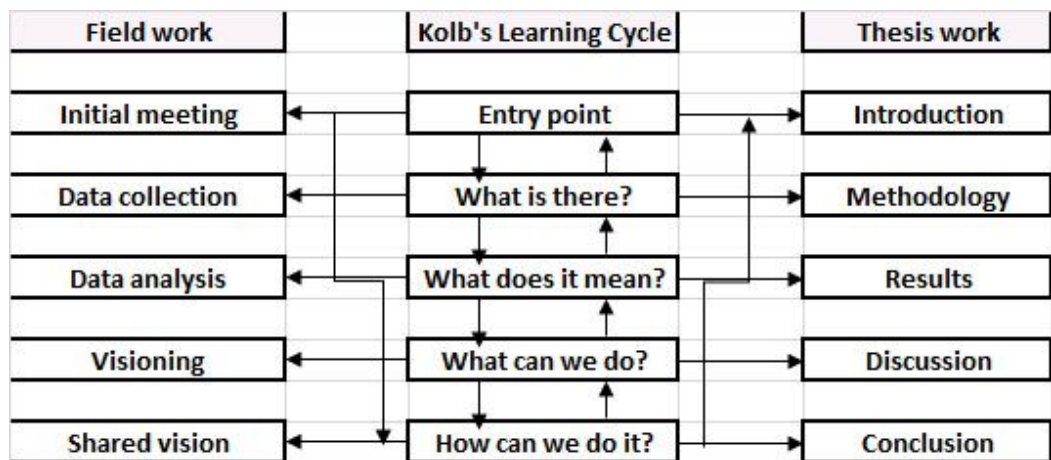 Field work
Kolb's Learning Cycle
Thesis work
Initial meeting
Entry point
Introduction
Data collection
What is there?
Methodology
Data analysis
What does it mean?
Results
Visioning
What can we do?
Discussion
Shared vision
How can we do it?
Conclusion